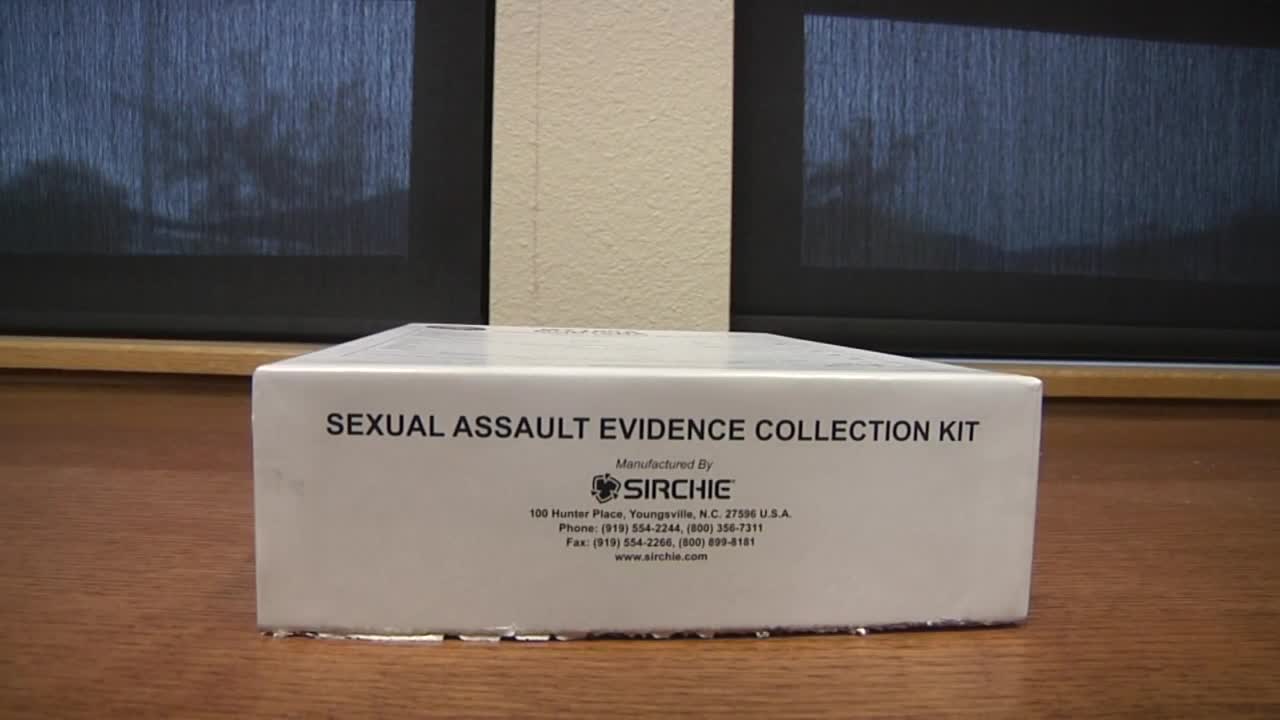 SEXUAL ASSAULT EVIDENCE COLLECTION KIT
Manufactured By
SIRCHIE
100 Hunter Place, Youngsville, N.C. 27596 U.S.A.
Phone: (919) 554-2244, (800) 356-7311
Fax: (919) 554-2266, (800) 899-8181
www.sirchie.com